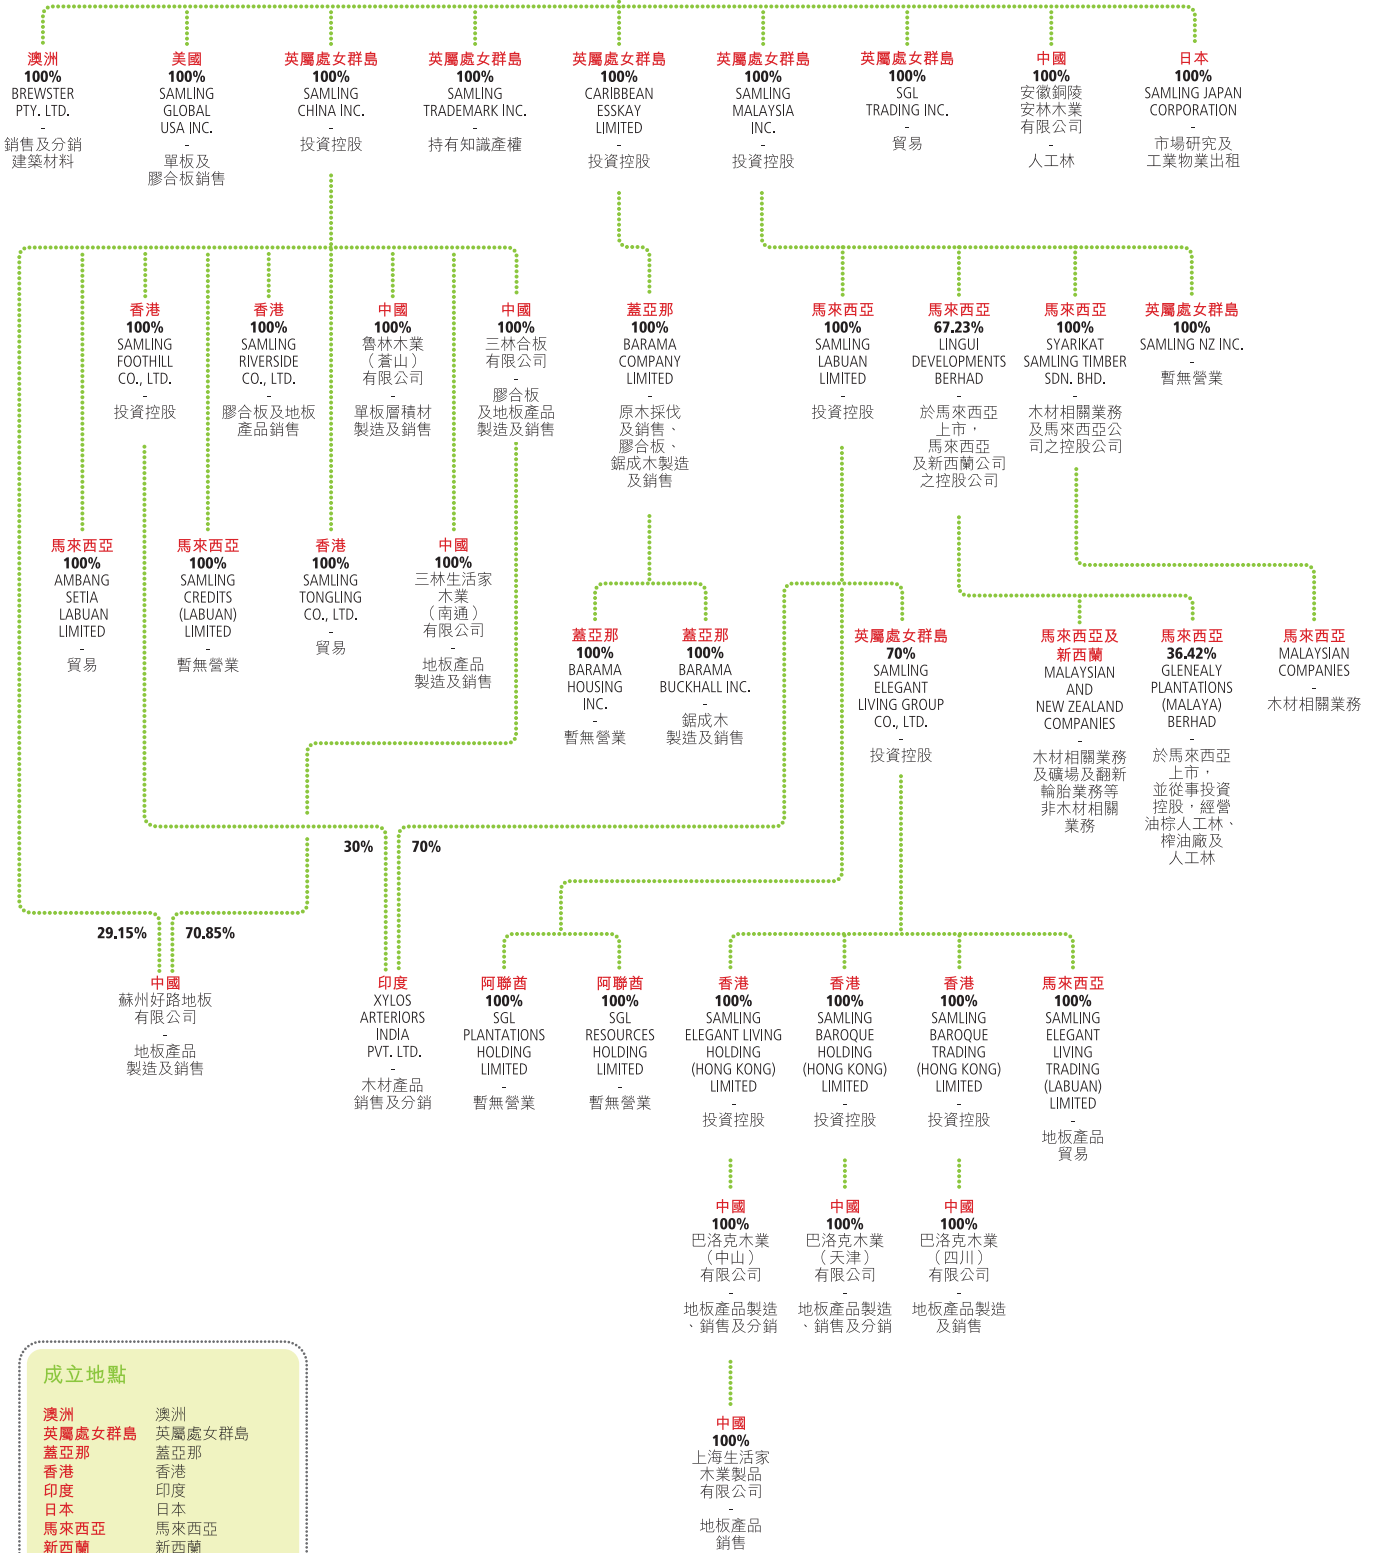 澳洲
100%
BREWSTER
PTY. LTD.
-
銷售及分銷
建築材料
美國
100%
SAMLING
GLOBAL
USA INC.
-
單板及
膠合板銷售
英屬處女群島
100%
SAMLING
CHINA INC.
-
投資控股
英屬處女群島
100%
SAMLING
TRADEMARK INC.
-
持有知識產權
英屬處女群島
100%
CARIBBEAN
ESSKAY
LIMITED
-
投資控股
英屬處女群島
100%
SAMLING
MALAYSIA
INC.
-
投資控股
英屬處女群島
100%
SGL
TRADING INC.
-
貿易
中國
100%
安徽銅陵
安林木業
有限公司
-
人工林
日本
100%
SAMLING JAPAN
CORPORATION
-
市場研究及
工業物業出租
香港
100%
SAMLING
FOOTHILL
CO., LTD.
-
投資控股
香港
100%
SAMLING
RIVERSIDE
CO., LTD.
-
膠合板及地板
產品銷售
中國
100%
魯林木業
（蒼山）
有限公司
-
單板層積材
製造及銷售
中國
100%
三林合板
有限公司
-
膠合板
及地板產品
製造及銷售
蓋亞那
100%
BARAMA
COMPANY
LIMITED
-
原木採伐
及銷售、
膠合板、
鋸成木製造
及銷售
馬來西亞
100%
SAMLING
LABUAN
LIMITED
-
投資控股
馬來西亞
67.23%
LINGUI
DEVELOPMENTS
BERHAD
-
於馬來西亞
上市，
馬來西亞
及新西蘭公司
之控股公司
馬來西亞
100%
SYARIKAT
SAMLING TIMBER
SDN. BHD.
-
木材相關業務
及馬來西亞公
司之控股公司
英屬處女群島
100%
SAMLING NZ INC.
-
暫無營業
馬來西亞
100%
AMBANG
SETIA
LABUAN
LIMITED
-
貿易
馬來西亞
100%
SAMLING
CREDITS
(LABUAN)
LIMITED
-
暫無營業
香港
100%
SAMLING
TONGLING
CO., LTD.
-
貿易
中國
100%
三林生活家
木業
（南通）
有限公司
-
地板產品
製造及銷售
蓋亞那
100%
BARAMA
HOUSING
INC.
-
暫無營業
蓋亞那
100%
BARAMA
BUCKHALL INC.
-
鋸成木
製造及銷售
英屬處女群島
70%
SAMLING
ELEGANT
LIVING GROUP
CO., LTD.
-
投資控股
馬來西亞及
新西蘭
MALAYSIAN
AND
NEW ZEALAND
COMPANIES
-
木材相關業務
及礦場及翻新
輪胎業務等
非木材相關
業務
馬來西亞
36.42%
GLENEALY
PLANTATIONS
(MALAYA)
BERHAD
-
於馬來西亞
上市，
並從事投資
控股，經營
油棕人工林、
榨油廠及
人工林
馬來西亞
MALAYSIAN
COMPANIES
-
木材相關業務
30%
70%
29.15%
70.85%
中國
蘇州好路地板
有限公司
-
地板產品
製造及銷售
印度
XYLOS
ARTERIORS
INDIA
PVT. LTD.
-
木材產品
銷售及分銷
阿聯酋
100%
SGL
PLANTATIONS
HOLDING
LIMITED
-
暫無營業
阿聯酋
100%
SGL
RESOURCES
HOLDING
LIMITED
-
暫無營業
香港
100%
SAMLING
ELEGANT LIVING
HOLDING
(HONG KONG)
LIMITED
-
投資控股
香港
100%
SAMLING
BAROQUE
HOLDING
(HONG KONG)
LIMITED
-
投資控股
香港
100%
SAMLING
BAROQUE
TRADING
(HONG KONG)
LIMITED
-
投資控股
馬來西亞
100%
SAMLING
ELEGANT
LIVING
TRADING
(LABUAN)
LIMITED
-
地板產品
貿易
中國
100%
巴洛克木業
（中山）
有限公司
-
地板產品製造
、銷售及分銷
中國
100%
巴洛克木業
（天津）
有限公司
-
地板產品製造
、銷售及分銷
中國
100%
巴洛克木業
（四川）
有限公司
-
地板產品製造
及銷售
中國
100%
上海生活家
木業製品
有限公司
-
地板產品
銷售
成立地點
澳洲 澳洲
英屬處女群島 英屬處女群島
蓋亞那 蓋亞那
香港 香港
印度 印度
日本 日本
馬來西亞 馬來西亞
新西蘭 新西蘭